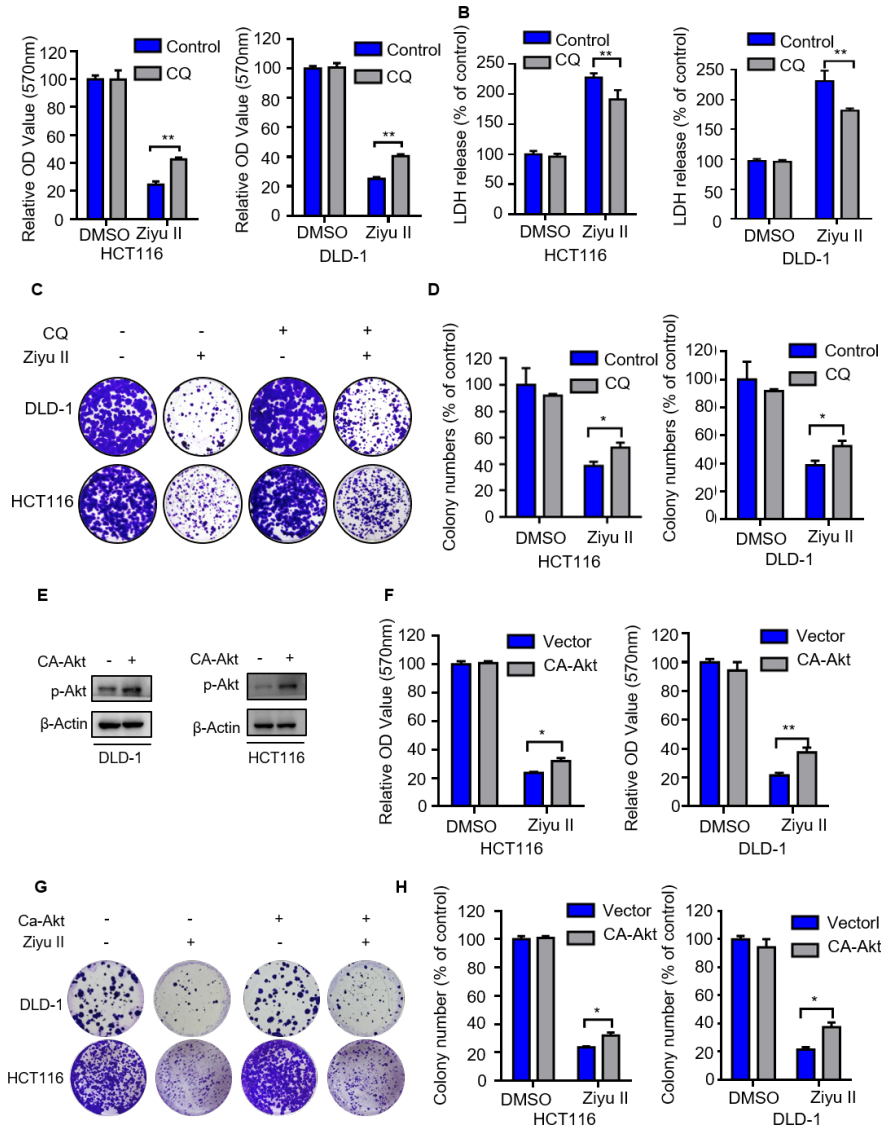 Relative OD Value (570nm)
120
100
80
60
40
20
0
Control
CQ
**
DMSO Ziyu II
HCT116
Relative OD Value (570nm)
120
100
80
60
40
20
0
Control
CQ
**
DMSO Ziyu II
DLD-1
B
LDH release (% of control)
250
200
150
100
50
0
Control
CQ
**
DMSO Ziyu II
HCT116
LDH release (% of control)
250
200
150
100
50
0
Control
CQ
**
DMSO Ziyu II
DLD-1
C
CQ - - + +
Ziyu II - + - +
DLD-1
HCT116
D
Colony numbers (% of control)
120
100
80
60
40
20
0
Control
CQ
*
DMSO Ziyu II
HCT116
Colony numbers (% of control)
120
100
80
60
40
20
0
Control
CQ
*
DMSO Ziyu II
DLD-1
E
CA-Akt - +
p-Akt
β-Actin
DLD-1
CA-Akt - +
p-Akt
β-Actin
HCT116
F
Relative OD Value (570nm)
120
100
80
60
40
20
0
Vector
CA-Akt
*
DMSO Ziyu II
HCT116
Relative OD Value (570nm)
120
100
80
60
40
20
0
Vector
CA-Akt
**
DMSO Ziyu II
DLD-1
G
Ca-Akt - - + +
Ziyu II - + - +
DLD-1
HCT116
H
Colony number (% of control)
120
100
80
60
40
20
0
Vector
CA-Akt
*
DMSO Ziyu II
HCT116
Colony number (% of control)
120
100
80
60
40
20
0
Vectorl
CA-Akt
*
DMSO Ziyu II
DLD-1